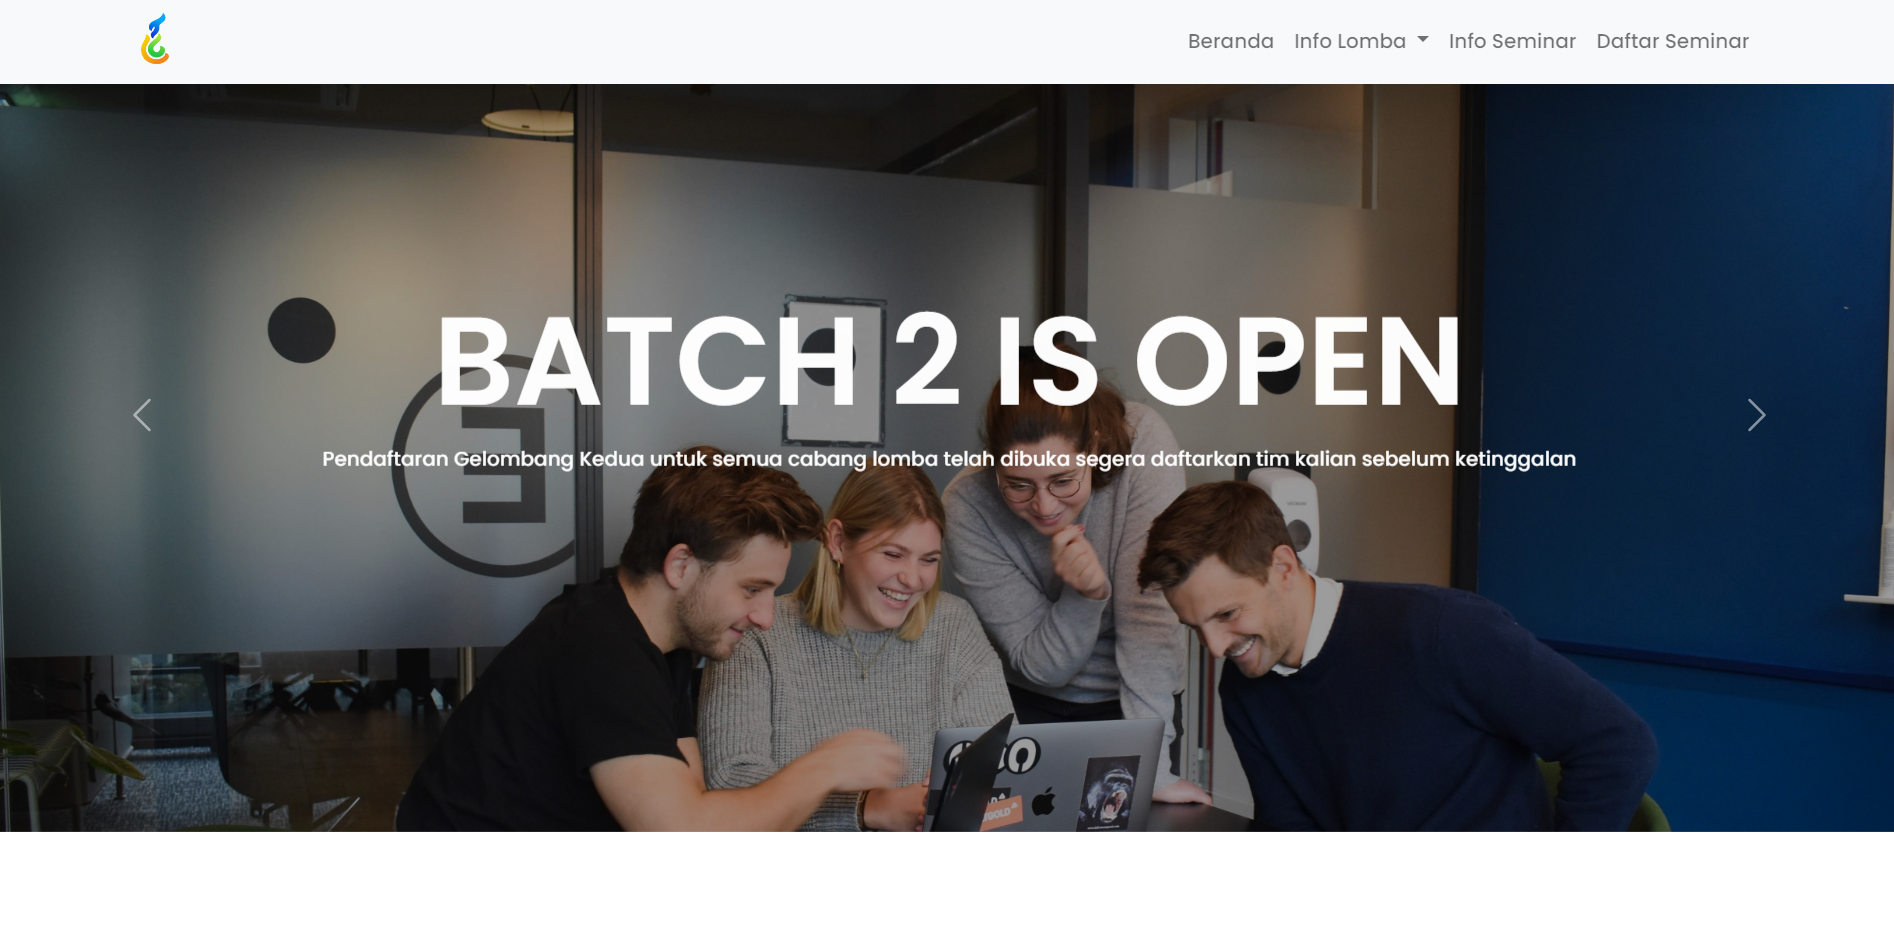 Beranda Info Lomba Info Seminar Daftar Seminar
BATCH 2 IS OPEN
Pendaftaran Gelombang Kedua untuk semua cabang lomba telah dibuka segera daftarkan tim kalian sebelum ketinggalan